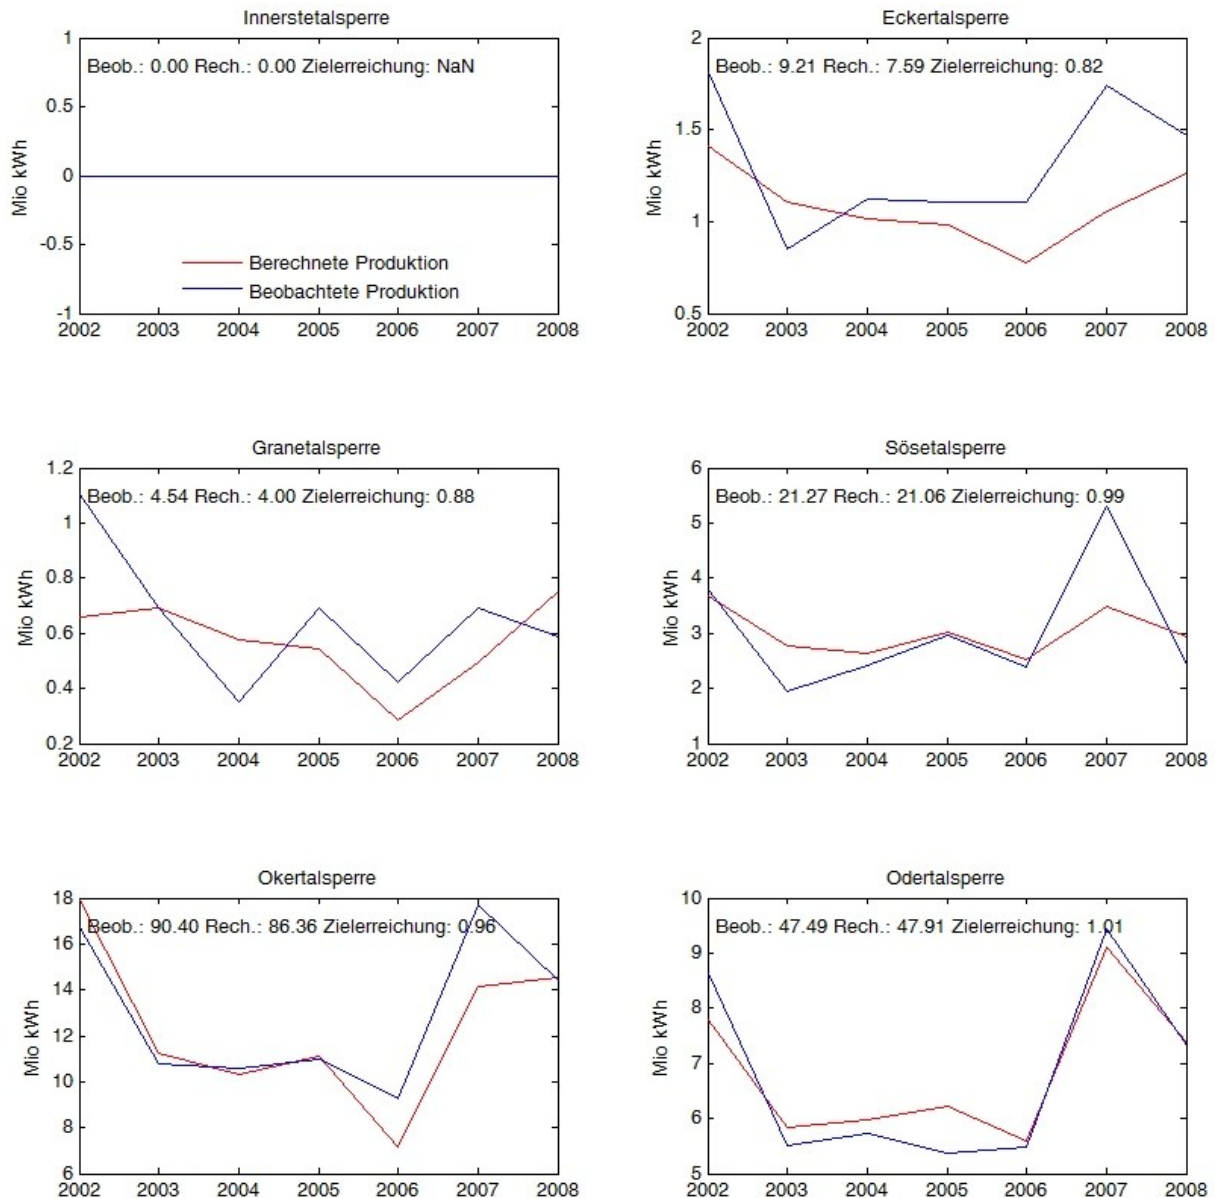 Innerstetalsperre
Beob.: 0.00 Rech.: 0.00 Zielerreichung: NaN
Mio kWh
1
0.5
0
-0.5
-1
Berechnete Produktion
Beobachtete Produktion
2002 2003 2004 2005 2006 2007 2008
Eckertalsperre
Beob.: 9.21 Rech.: 7.59 Zielerreichung: 0.82
Mio kWh
2
1.5
1
0.5
2002 2003 2004 2005 2006 2007 2008
Granetalsperre
Beob.: 4.54 Rech.: 4.00 Zielerreichung: 0.88
Mio kWh
1.2
1
0.8
0.6
0.4
0.2
2002 2003 2004 2005 2006 2007 2008
Sösetalsperre
Beob.: 21.27 Rech.: 21.06 Zielerreichung: 0.99
Mio kWh
6
5
4
3
2
1
2002 2003 2004 2005 2006 2007 2008
Okertalsperre
Beob.: 90.40 Rech.: 86.36 Zielerreichung: 0.96
Mio kWh
18
16
14
12
10
8
6
2002 2003 2004 2005 2006 2007 2008
Odertalsperre
Beob.: 47.49 Rech.: 47.91 Zielerreichung: 1.01
Mio kWh
10
9
8
7
6
5
2002 2003 2004 2005 2006 2007 2008